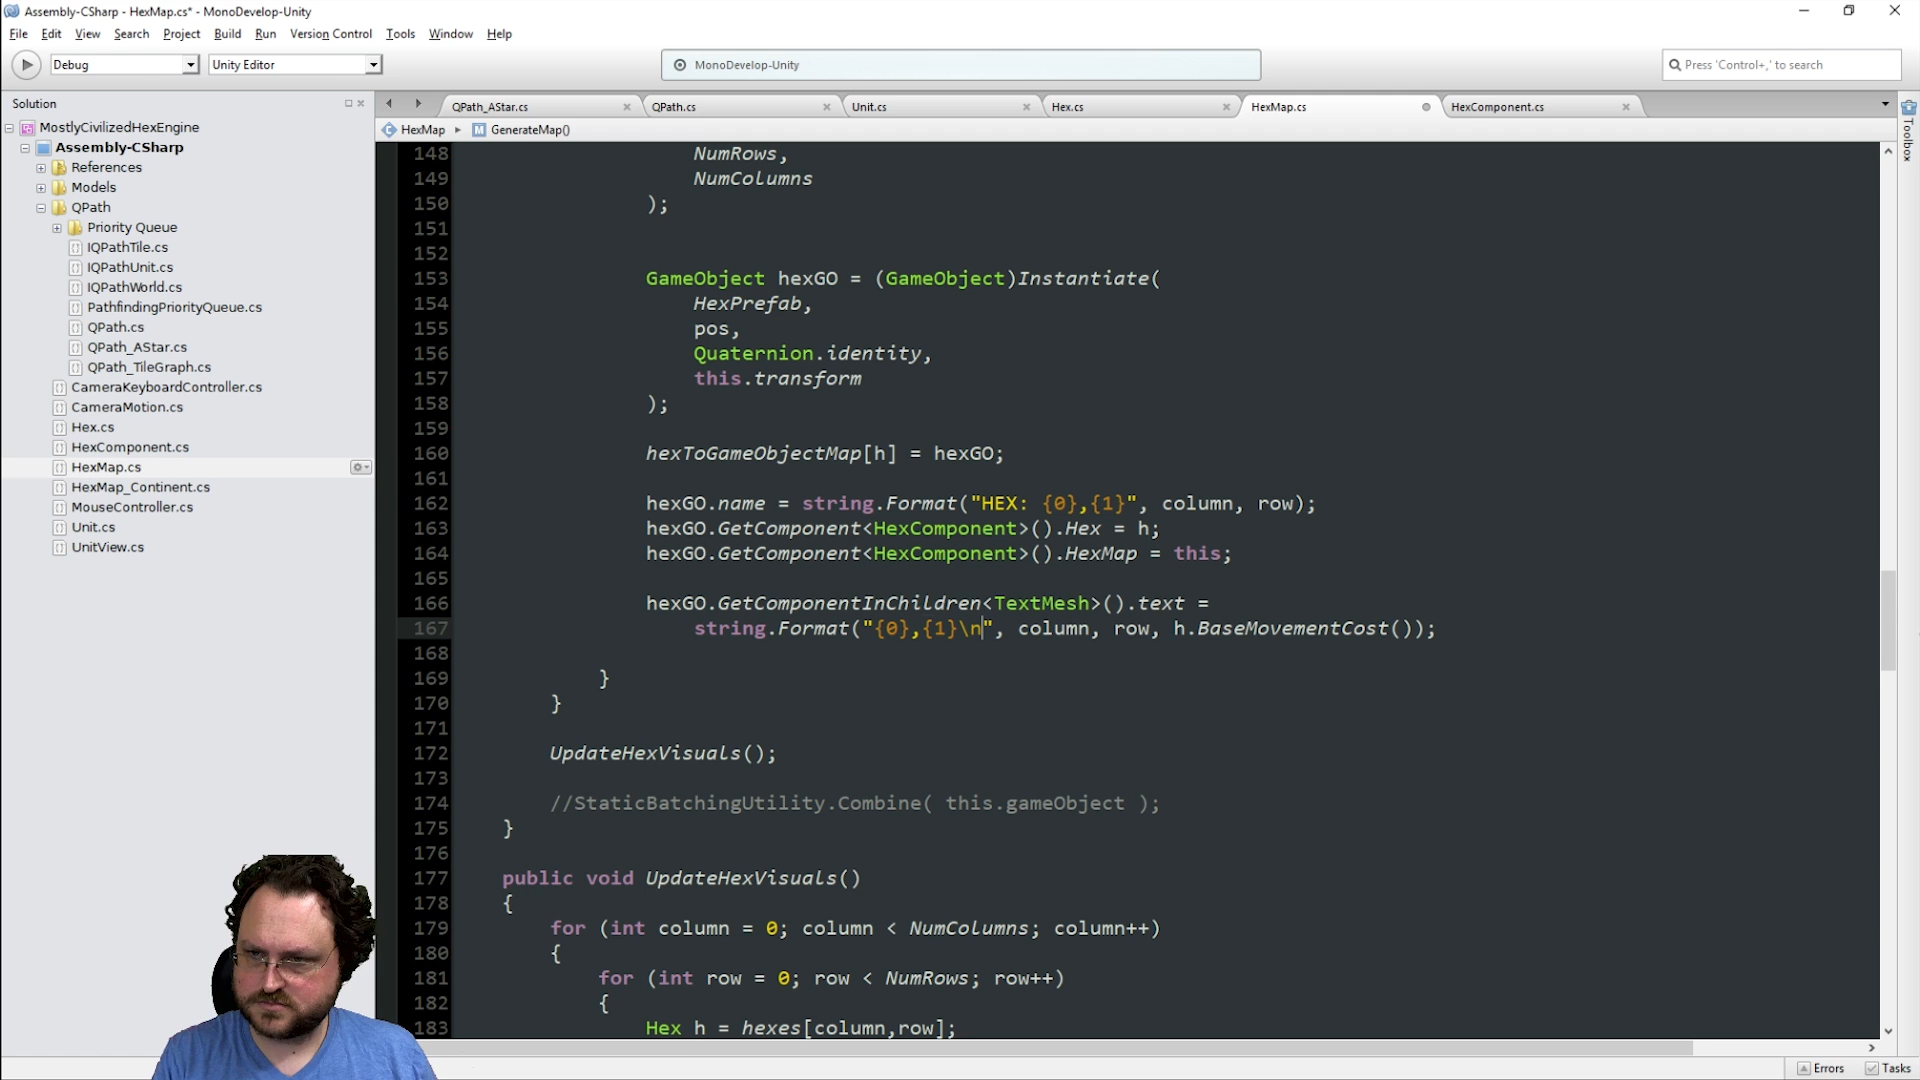 Assembly-CSharp - HexMap.cs* - MonoDevelop-Unity
File Edit View Search Project Build Run Version Control Tools Window Help
Debug Unity Editor MonoDevelop-Unity Press 'Control+,' to search
Solution
QPath_AStar.cs QPath.cs Unit.cs Hex.cs HexMap.cs HexComponent.cs
HexMap GenerateMap()
Toolbox
MostlyCivilizedHexEngine
Assembly-CSharp
References
Models
QPath
Priority Queue
IQPathTile.cs
IQPathUnit.cs
IQPathWorld.cs
PathfindingPriorityQueue.cs
QPath.cs
QPath_AStar.cs
QPath_TileGraph.cs
CameraKeyboardController.cs
CameraMotion.cs
Hex.cs
HexComponent.cs
HexMap.cs
HexMap_Continent.cs
MouseController.cs
Unit.cs
UnitView.cs
148 NumRows,
149 NumColumns
150 );
151
152
153 GameObject hexGO = (GameObject)Instantiate(
154 HexPrefab,
155 pos,
156 Quaternion.identity,
157 this.transform
158 );
159
160 hexToGameObjectMap[h] = hexGO;
161
162 hexGO.name = string.Format("HEX: {0},{1}", column, row);
163 hexGO.GetComponent<HexComponent>().Hex = h;
164 hexGO.GetComponent<HexComponent>().HexMap = this;
165
166 hexGO.GetComponentInChildren<TextMesh>().text =
167 string.Format("{0},{1}\n", column, row, h.BaseMovementCost());
168
169 }
170 }
171
172 UpdateHexVisuals();
173
174 //StaticBatchingUtility.Combine( this.gameObject );
175 }
176
177 public void UpdateHexVisuals()
178 {
179 for (int column = 0; column < NumColumns; column++)
180 {
181 for (int row = 0; row < NumRows; row++)
182 {
183 Hex h = hexes[column,row];
Errors Tasks